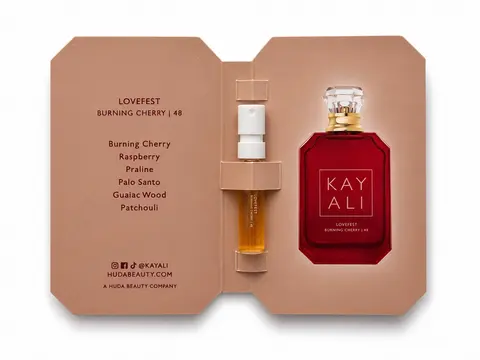 LOVEFEST
BURNING CHERRY | 48
Burning Cherry
Raspberry
Praline
Palo Santo
Guaiac Wood
Patchouli
@KAYALI
HUDABEAUTY.COM
A HUDA BEAUTY COMPANY
LOVEFEST
KAY
ALI
LOVEFEST
BURNING CHERRY | 48